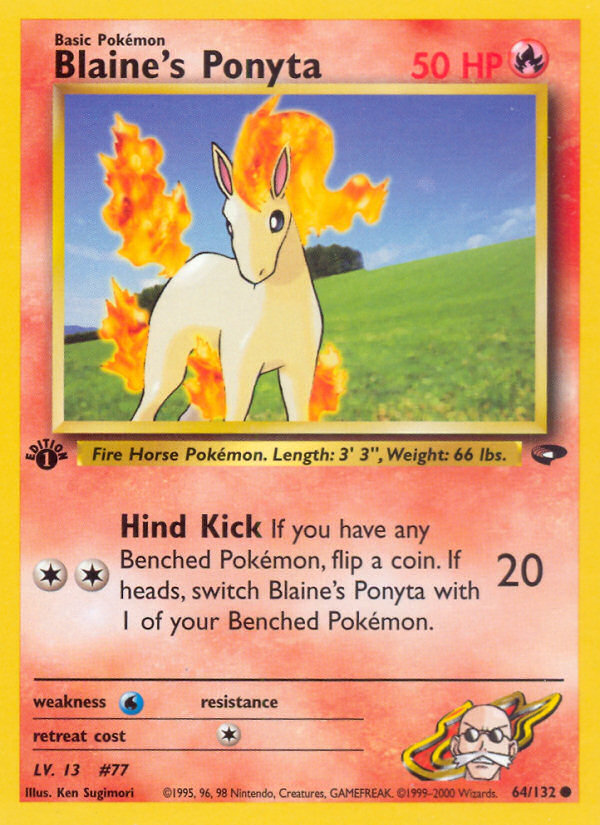 Basic Pokémon
Blaine's Ponyta
50 HP
EDITION
1
Fire Horse Pokémon. Length: 3' 3", Weight: 66 lbs.
Hind Kick If you have any
Benched Pokémon, flip a coin. If
heads, switch Blaine's Ponyta with
1 of your Benched Pokémon.
20
weakness
resistance
retreat cost
LV. 13 #77
Illus. Ken Sugimori
©1995, 96, 98 Nintendo, Creatures, GAMEFREAK. ©1999-2000 Wizards.
64/132